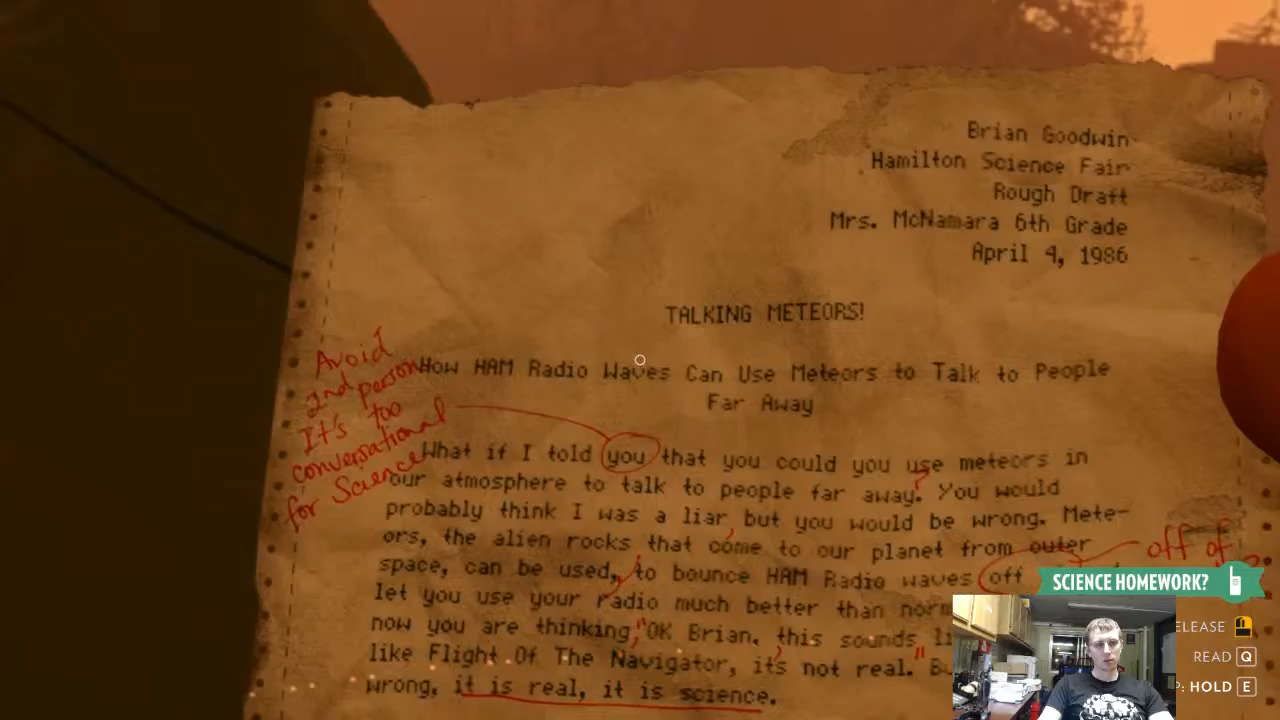 Brian Goodwin
Hamilton Science Fair
Rough Draft
Mrs. McNamara 6th Grade
April 4, 1986
TALKING METEORS!
How HAM Radio Waves Can Use Meteors to Talk to People
Far Away
Avoid
2nd person
It's too
conversational
for Science
What if I told you that you could you use meteors in
our atmosphere to talk to people far away? You would
probably think I was a liar, but you would be wrong. Mete-
ors, the alien rocks that come to our planet from outer
space, can be used, to bounce HAM Radio waves off
off of
let you use your radio much better than norm
now you are thinking, "OK Brian, this sounds li
like Flight Of The Navigator, it's not real." Bu
wrong, it is real, it is science.
SCIENCE HOMEWORK?
ELEASE
READ Q
P: HOLD E